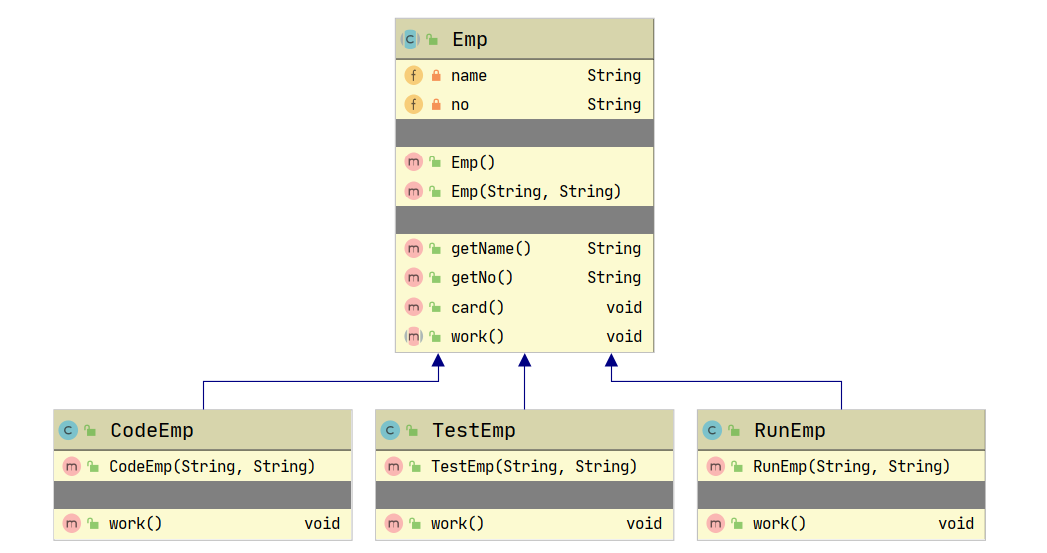 Emp
name String
no String
Emp()
Emp(String, String)
getName() String
getNo() String
card() void
work() void
CodeEmp
CodeEmp(String, String)
work() void
TestEmp
TestEmp(String, String)
work() void
RunEmp
RunEmp(String, String)
work() void